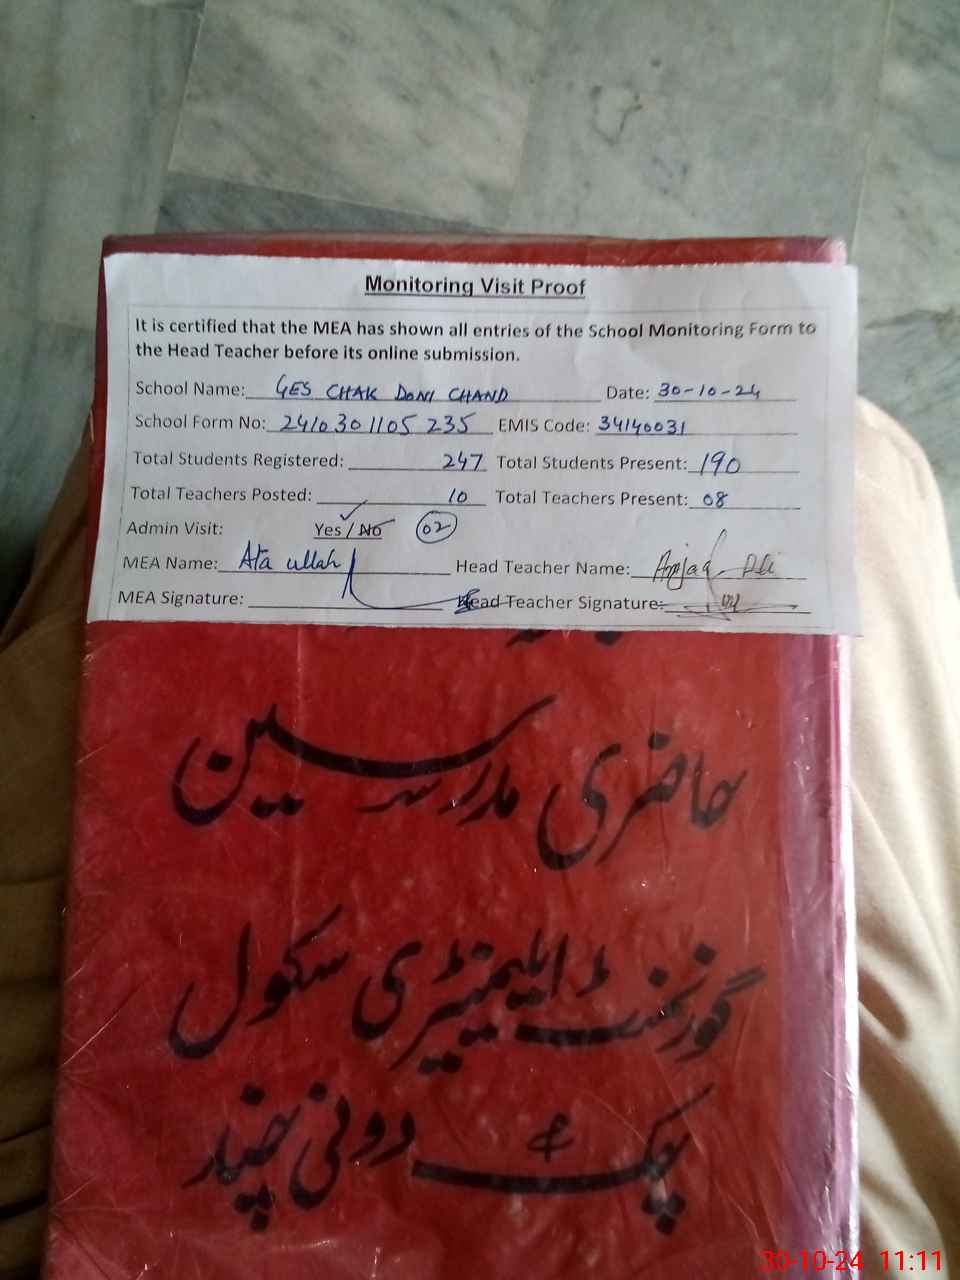 Monitoring Visit Proof
It is certified that the MEA has shown all entries of the School Monitoring Form to
the Head Teacher before its online submission.
School Name: GES CHAK DONI CHAND Date: 30-10-24
School Form No: 2410301105 235 EMIS Code: 34140031
Total Students Registered: 247 Total Students Present: 190
Total Teachers Posted: 10 Total Teachers Present: 08
Admin Visit: Yes / No 02
MEA Name: Ata ullah Head Teacher Name: Amjad Ali
MEA Signature: Head Teacher Signature:
حاضری مدرسین
گورنمنٹ ایلیمنٹری سکول
چک دونی چند
30-10-24 11:11